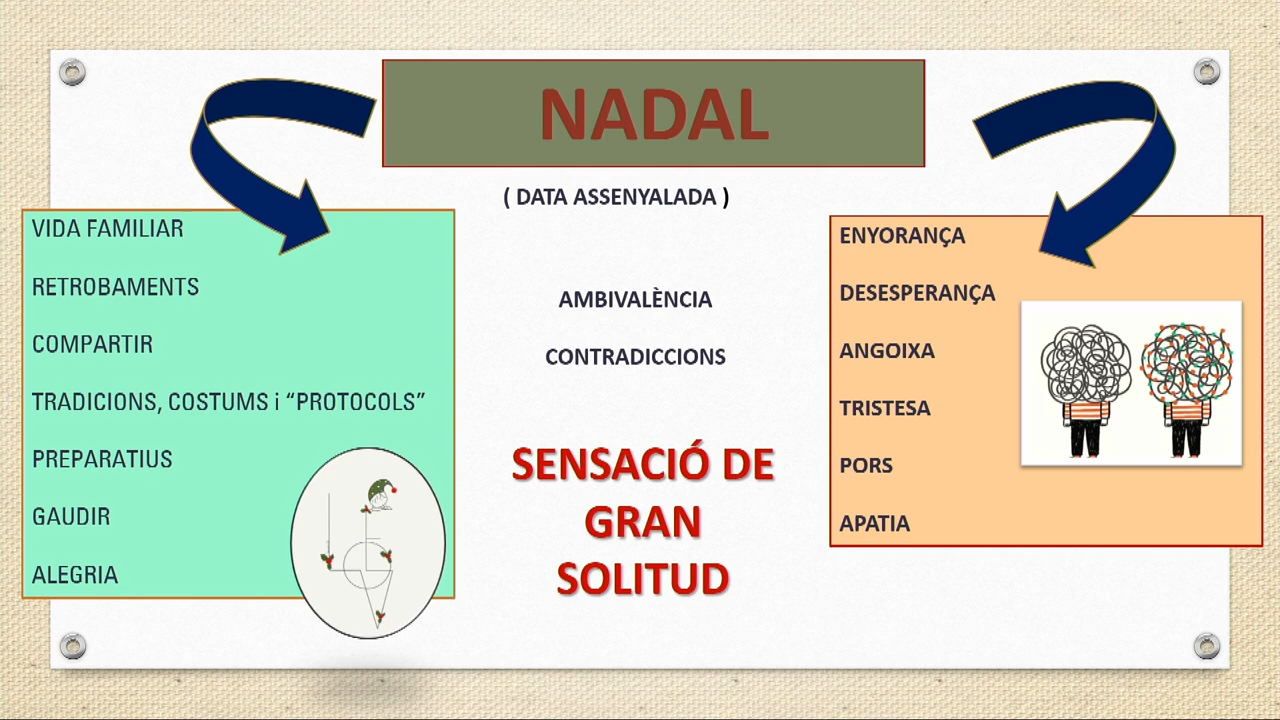 NADAL
( DATA ASSENYALADA )
VIDA FAMILIAR
RETROBAMENTS
COMPARTIR
TRADICIONS, COSTUMS i “PROTOCOLS”
PREPARATIUS
GAUDIR
ALEGRIA
AMBIVALÈNCIA
CONTRADICCIONS
SENSACIÓ DE
GRAN
SOLITUD
ENYORANÇA
DESESPERANÇA
ANGOIXA
TRISTESA
PORS
APATIA